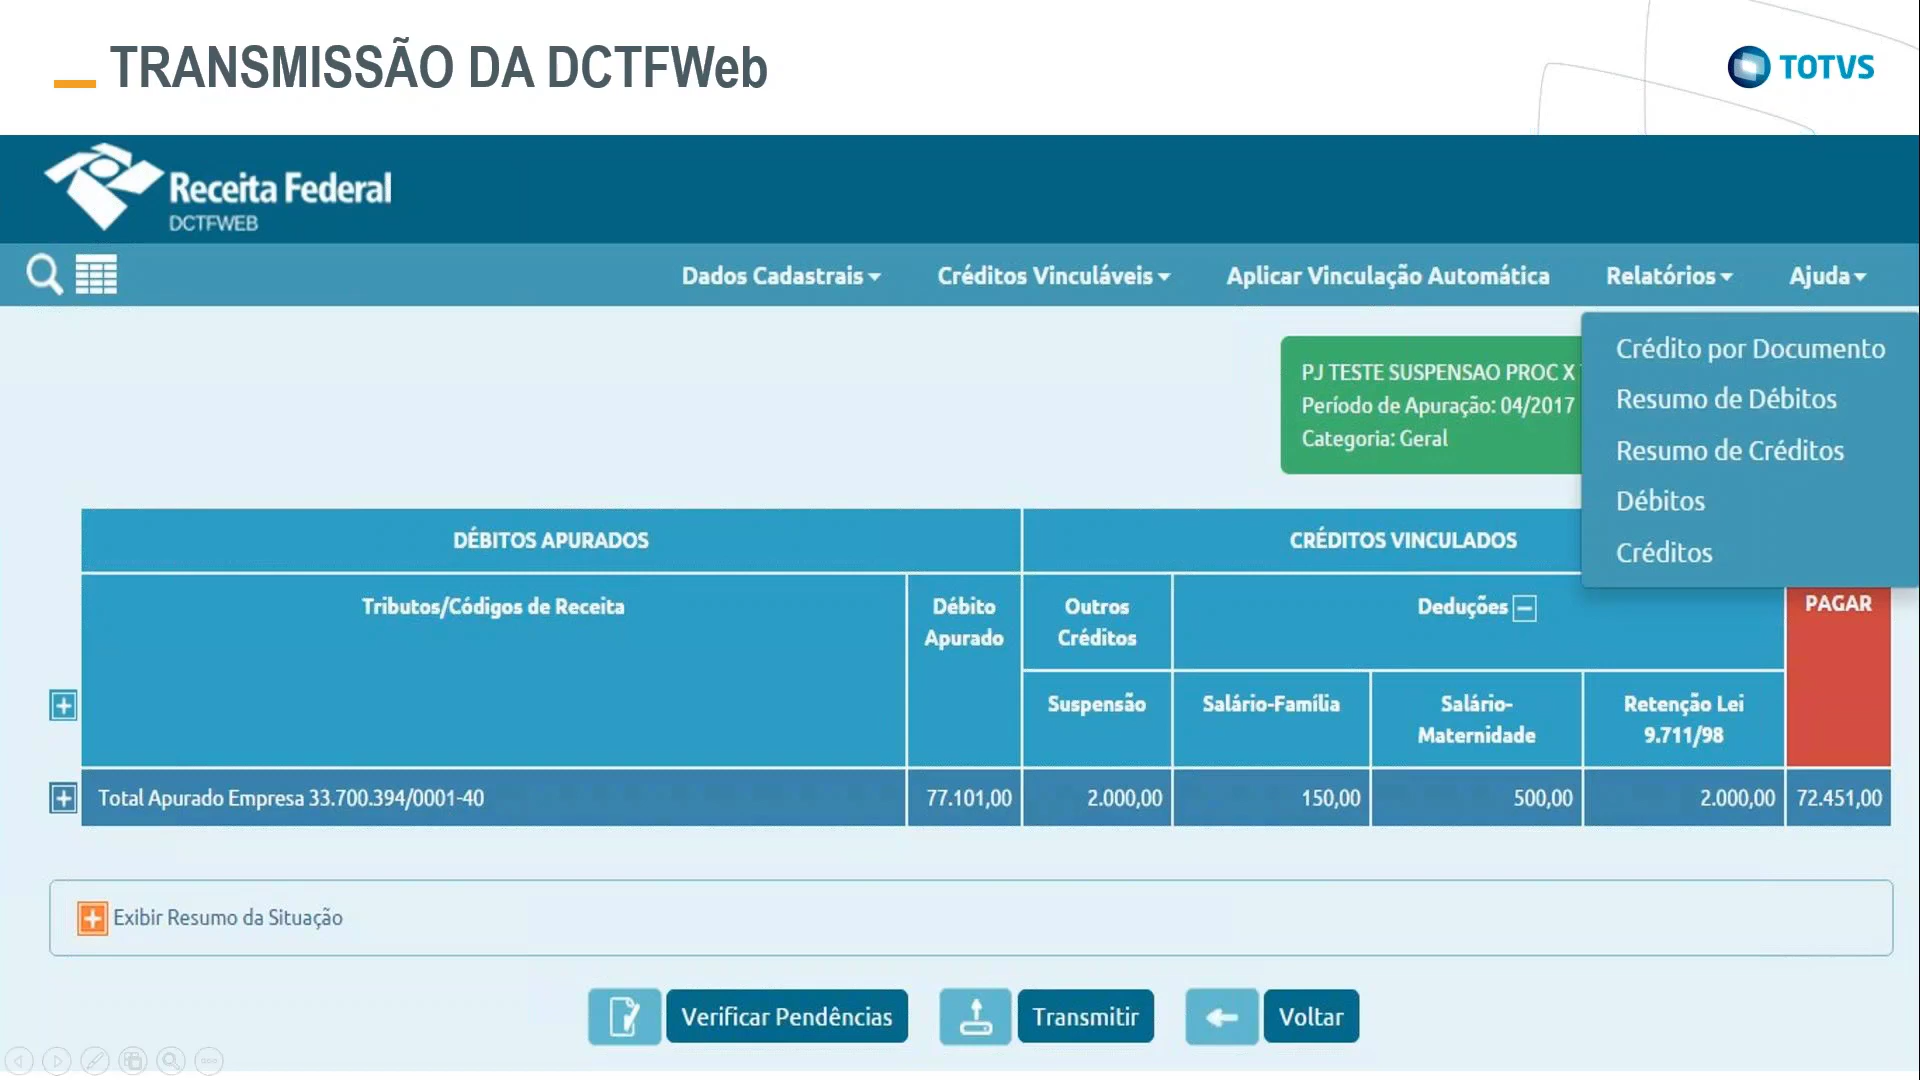 TRANSMISSÃO DA DCTFWeb
TOTVS
Receita Federal
DCTFWEB
Dados Cadastrais
Créditos Vinculáveis
Aplicar Vinculação Automática
Relatórios
Ajuda
Crédito por Documento
Resumo de Débitos
Resumo de Créditos
Débitos
Créditos
PJ TESTE SUSPENSAO PROC X
Período de Apuração: 04/2017
Categoria: Geral
DÉBITOS APURADOS
CRÉDITOS VINCULADOS
Tributos/Códigos de Receita
Débito
Apurado
Outros
Créditos
Deduções
PAGAR
Suspensão
Salário-Família
Salário-
Maternidade
Retenção Lei
9.711/98
Total Apurado Empresa 33.700.394/0001-40
77.101,00
2.000,00
150,00
500,00
2.000,00
72.451,00
Exibir Resumo da Situação
Verificar Pendências
Transmitir
Voltar